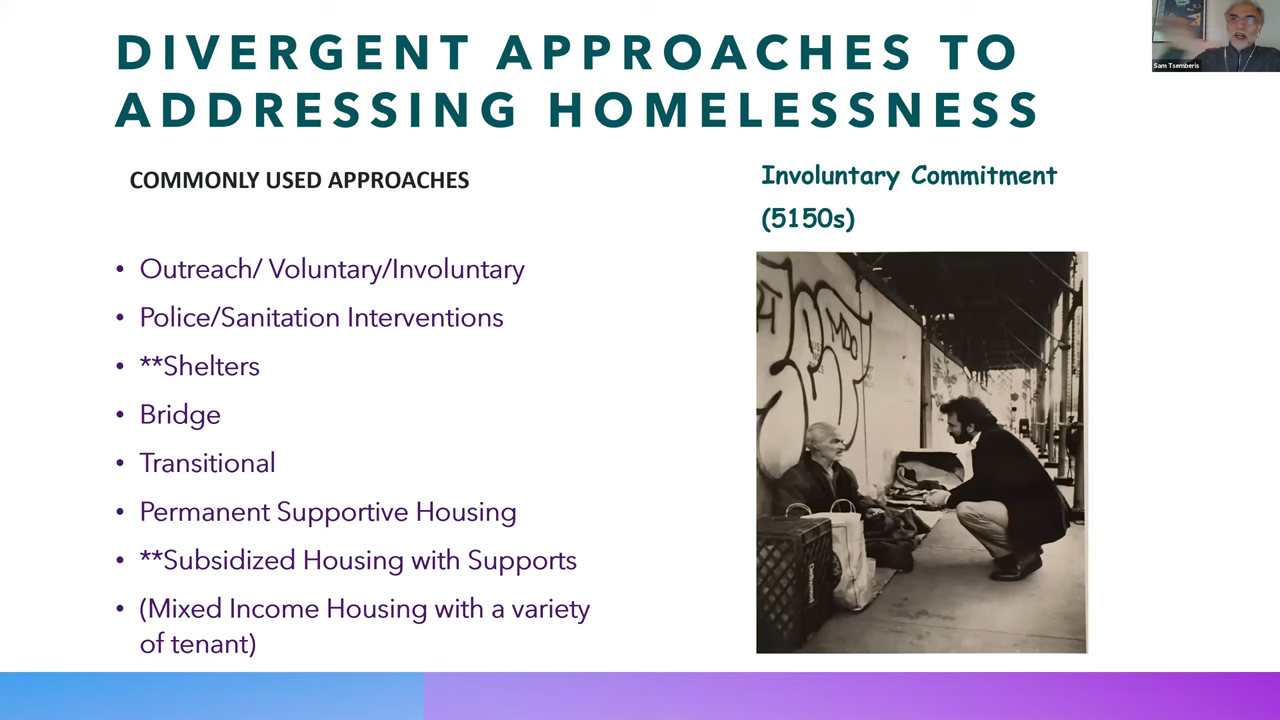 DIVERGENT APPROACHES TO
ADDRESSING HOMELESSNESS
Sam Tsemberis
COMMONLY USED APPROACHES
• Outreach/ Voluntary/Involuntary
• Police/Sanitation Interventions
• **Shelters
• Bridge
• Transitional
• Permanent Supportive Housing
• **Subsidized Housing with Supports
• (Mixed Income Housing with a variety
of tenant)
Involuntary Commitment
(5150s)